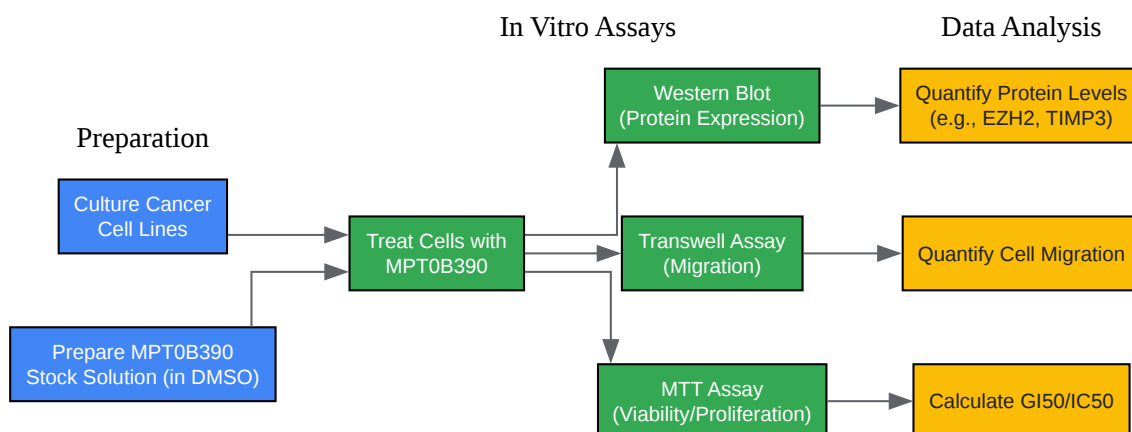 In Vitro Assays
Data Analysis
Western Blot
(Protein Expression)
Quantify Protein Levels
(e.g., EZH2, TIMP3)
Preparation
Culture Cancer
Cell Lines
Treat Cells with
MPT0B390
Transwell Assay
(Migration)
Quantify Cell Migration
Prepare MPT0B390
Stock Solution (in DMSO)
MTT Assay
(Viability/Proliferation)
Calculate GI50/IC50